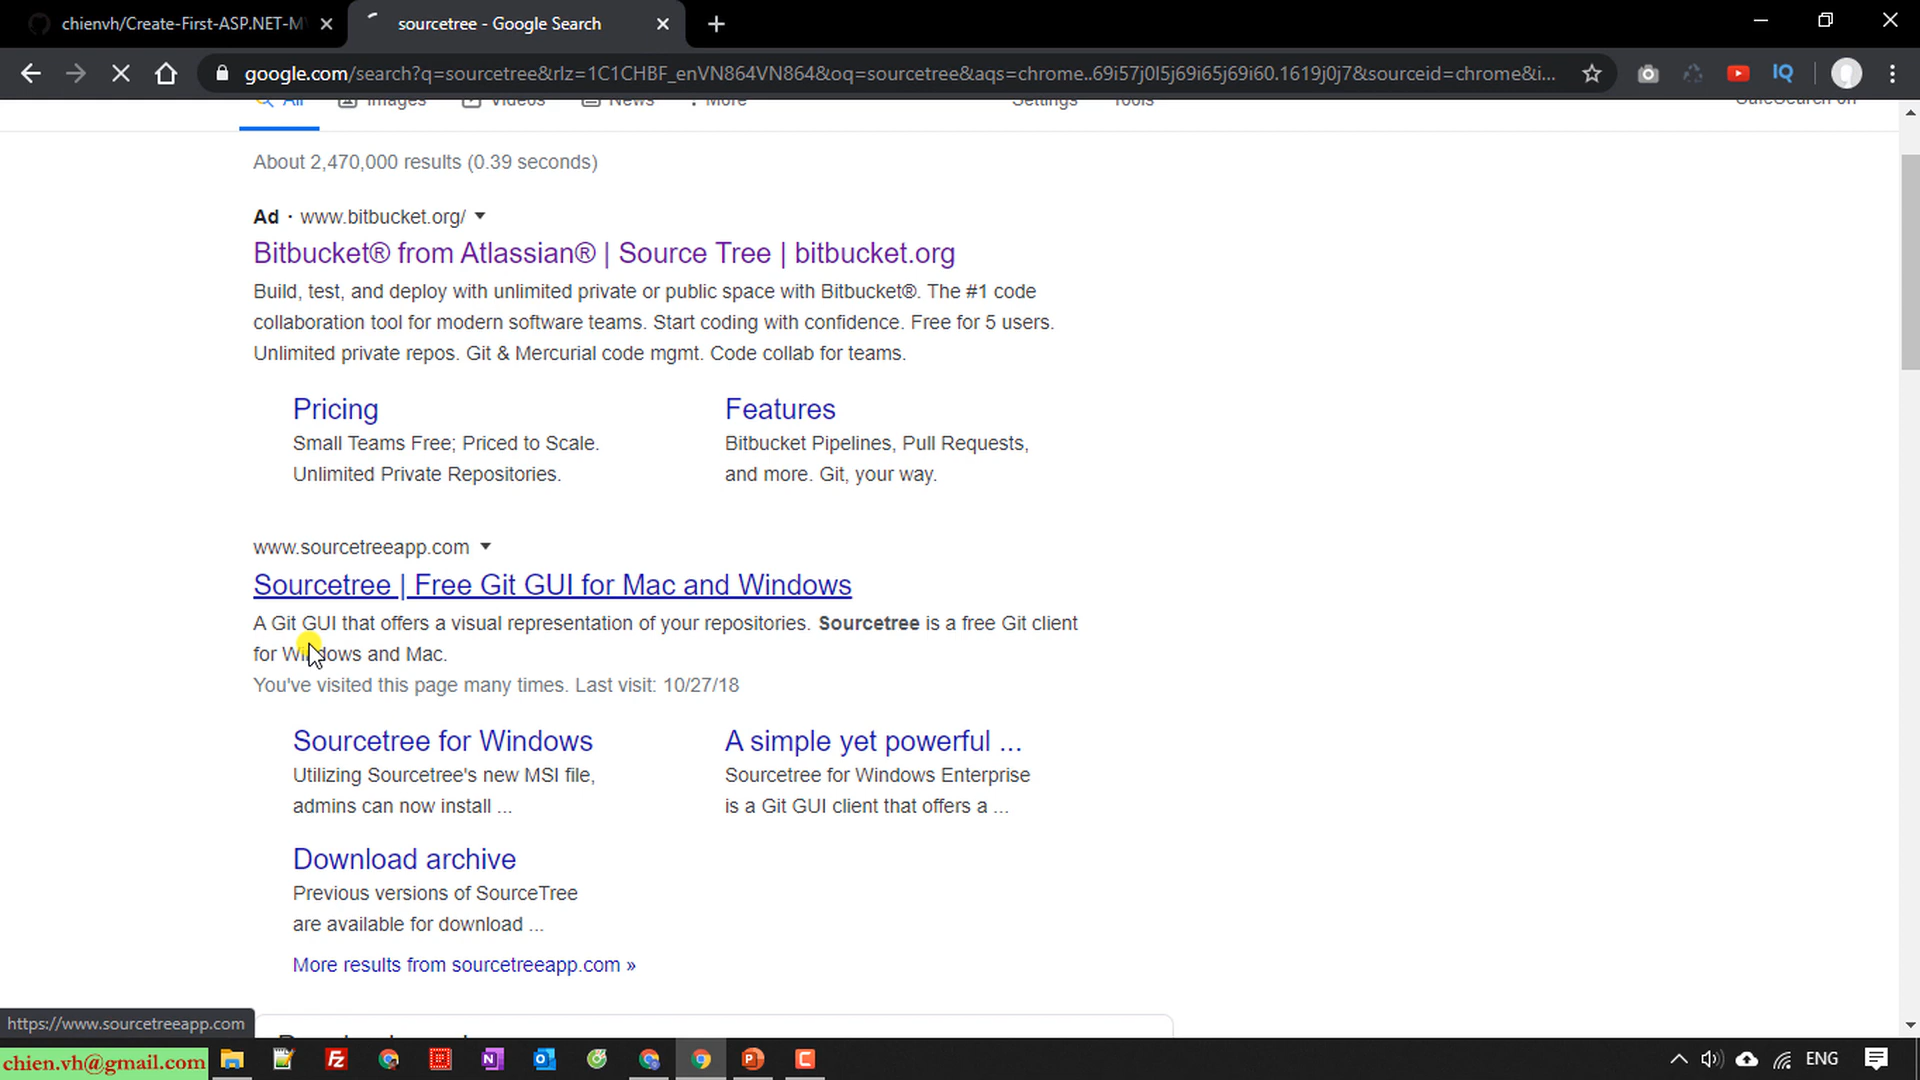 chienvh/Create-First-ASP.NET-M
sourcetree - Google Search
google.com/search?q=sourcetree&rlz=1C1CHBF_enVN864VN864&oq=sourcetree&aqs=chrome..69i57j0l5j69i65j69i60.1619j0j7&sourceid=chrome&i...
All
Images
Videos
News
More
Settings
Tools
SafeSearch on
About 2,470,000 results (0.39 seconds)
Ad · www.bitbucket.org/
Bitbucket® from Atlassian® | Source Tree | bitbucket.org
Build, test, and deploy with unlimited private or public space with Bitbucket®. The #1 code
collaboration tool for modern software teams. Start coding with confidence. Free for 5 users.
Unlimited private repos. Git & Mercurial code mgmt. Code collab for teams.
Pricing
Small Teams Free; Priced to Scale.
Unlimited Private Repositories.
Features
Bitbucket Pipelines, Pull Requests,
and more. Git, your way.
www.sourcetreeapp.com
Sourcetree | Free Git GUI for Mac and Windows
A Git GUI that offers a visual representation of your repositories. Sourcetree is a free Git client
for Windows and Mac.
You've visited this page many times. Last visit: 10/27/18
Sourcetree for Windows
Utilizing Sourcetree's new MSI file,
admins can now install ...
A simple yet powerful ...
Sourcetree for Windows Enterprise
is a Git GUI client that offers a ...
Download archive
Previous versions of SourceTree
are available for download ...
More results from sourcetreeapp.com »
https://www.sourcetreeapp.com
chien.vh@gmail.com
ENG